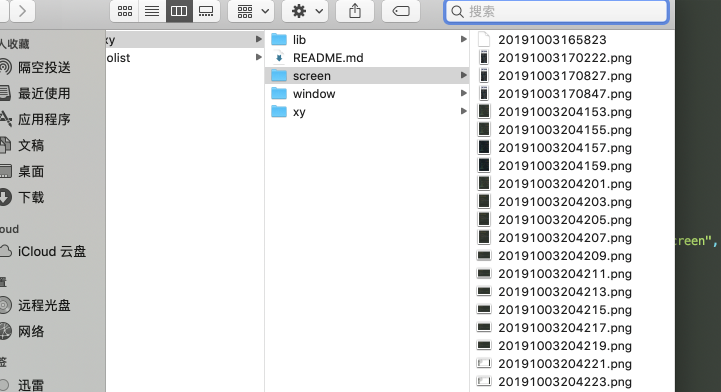 搜索
人收藏
隔空投送
最近使用
应用程序
文稿
桌面
下载
oud
iCloud 云盘
置
远程光盘
网络
签
迅雷
xy
olist
lib
README.md
screen
window
xy
20191003165823
20191003170222.png
20191003170827.png
20191003170847.png
20191003204153.png
20191003204155.png
20191003204157.png
20191003204159.png
20191003204201.png
20191003204203.png
20191003204205.png
20191003204207.png
20191003204209.png
20191003204211.png
20191003204213.png
20191003204215.png
20191003204217.png
20191003204219.png
20191003204221.png
20191003204223.png
creen",